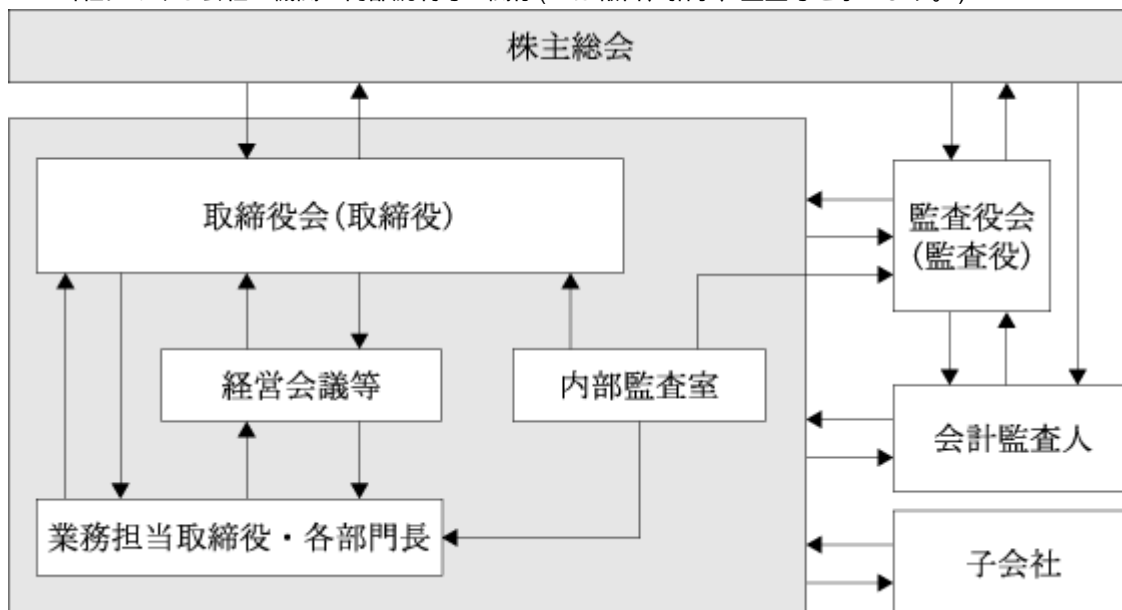 株主総会
取締役会(取締役)
監査役会
(監査役)
経営会議等
内部監査室
会計監査人
業務担当取締役・各部門長
子会社